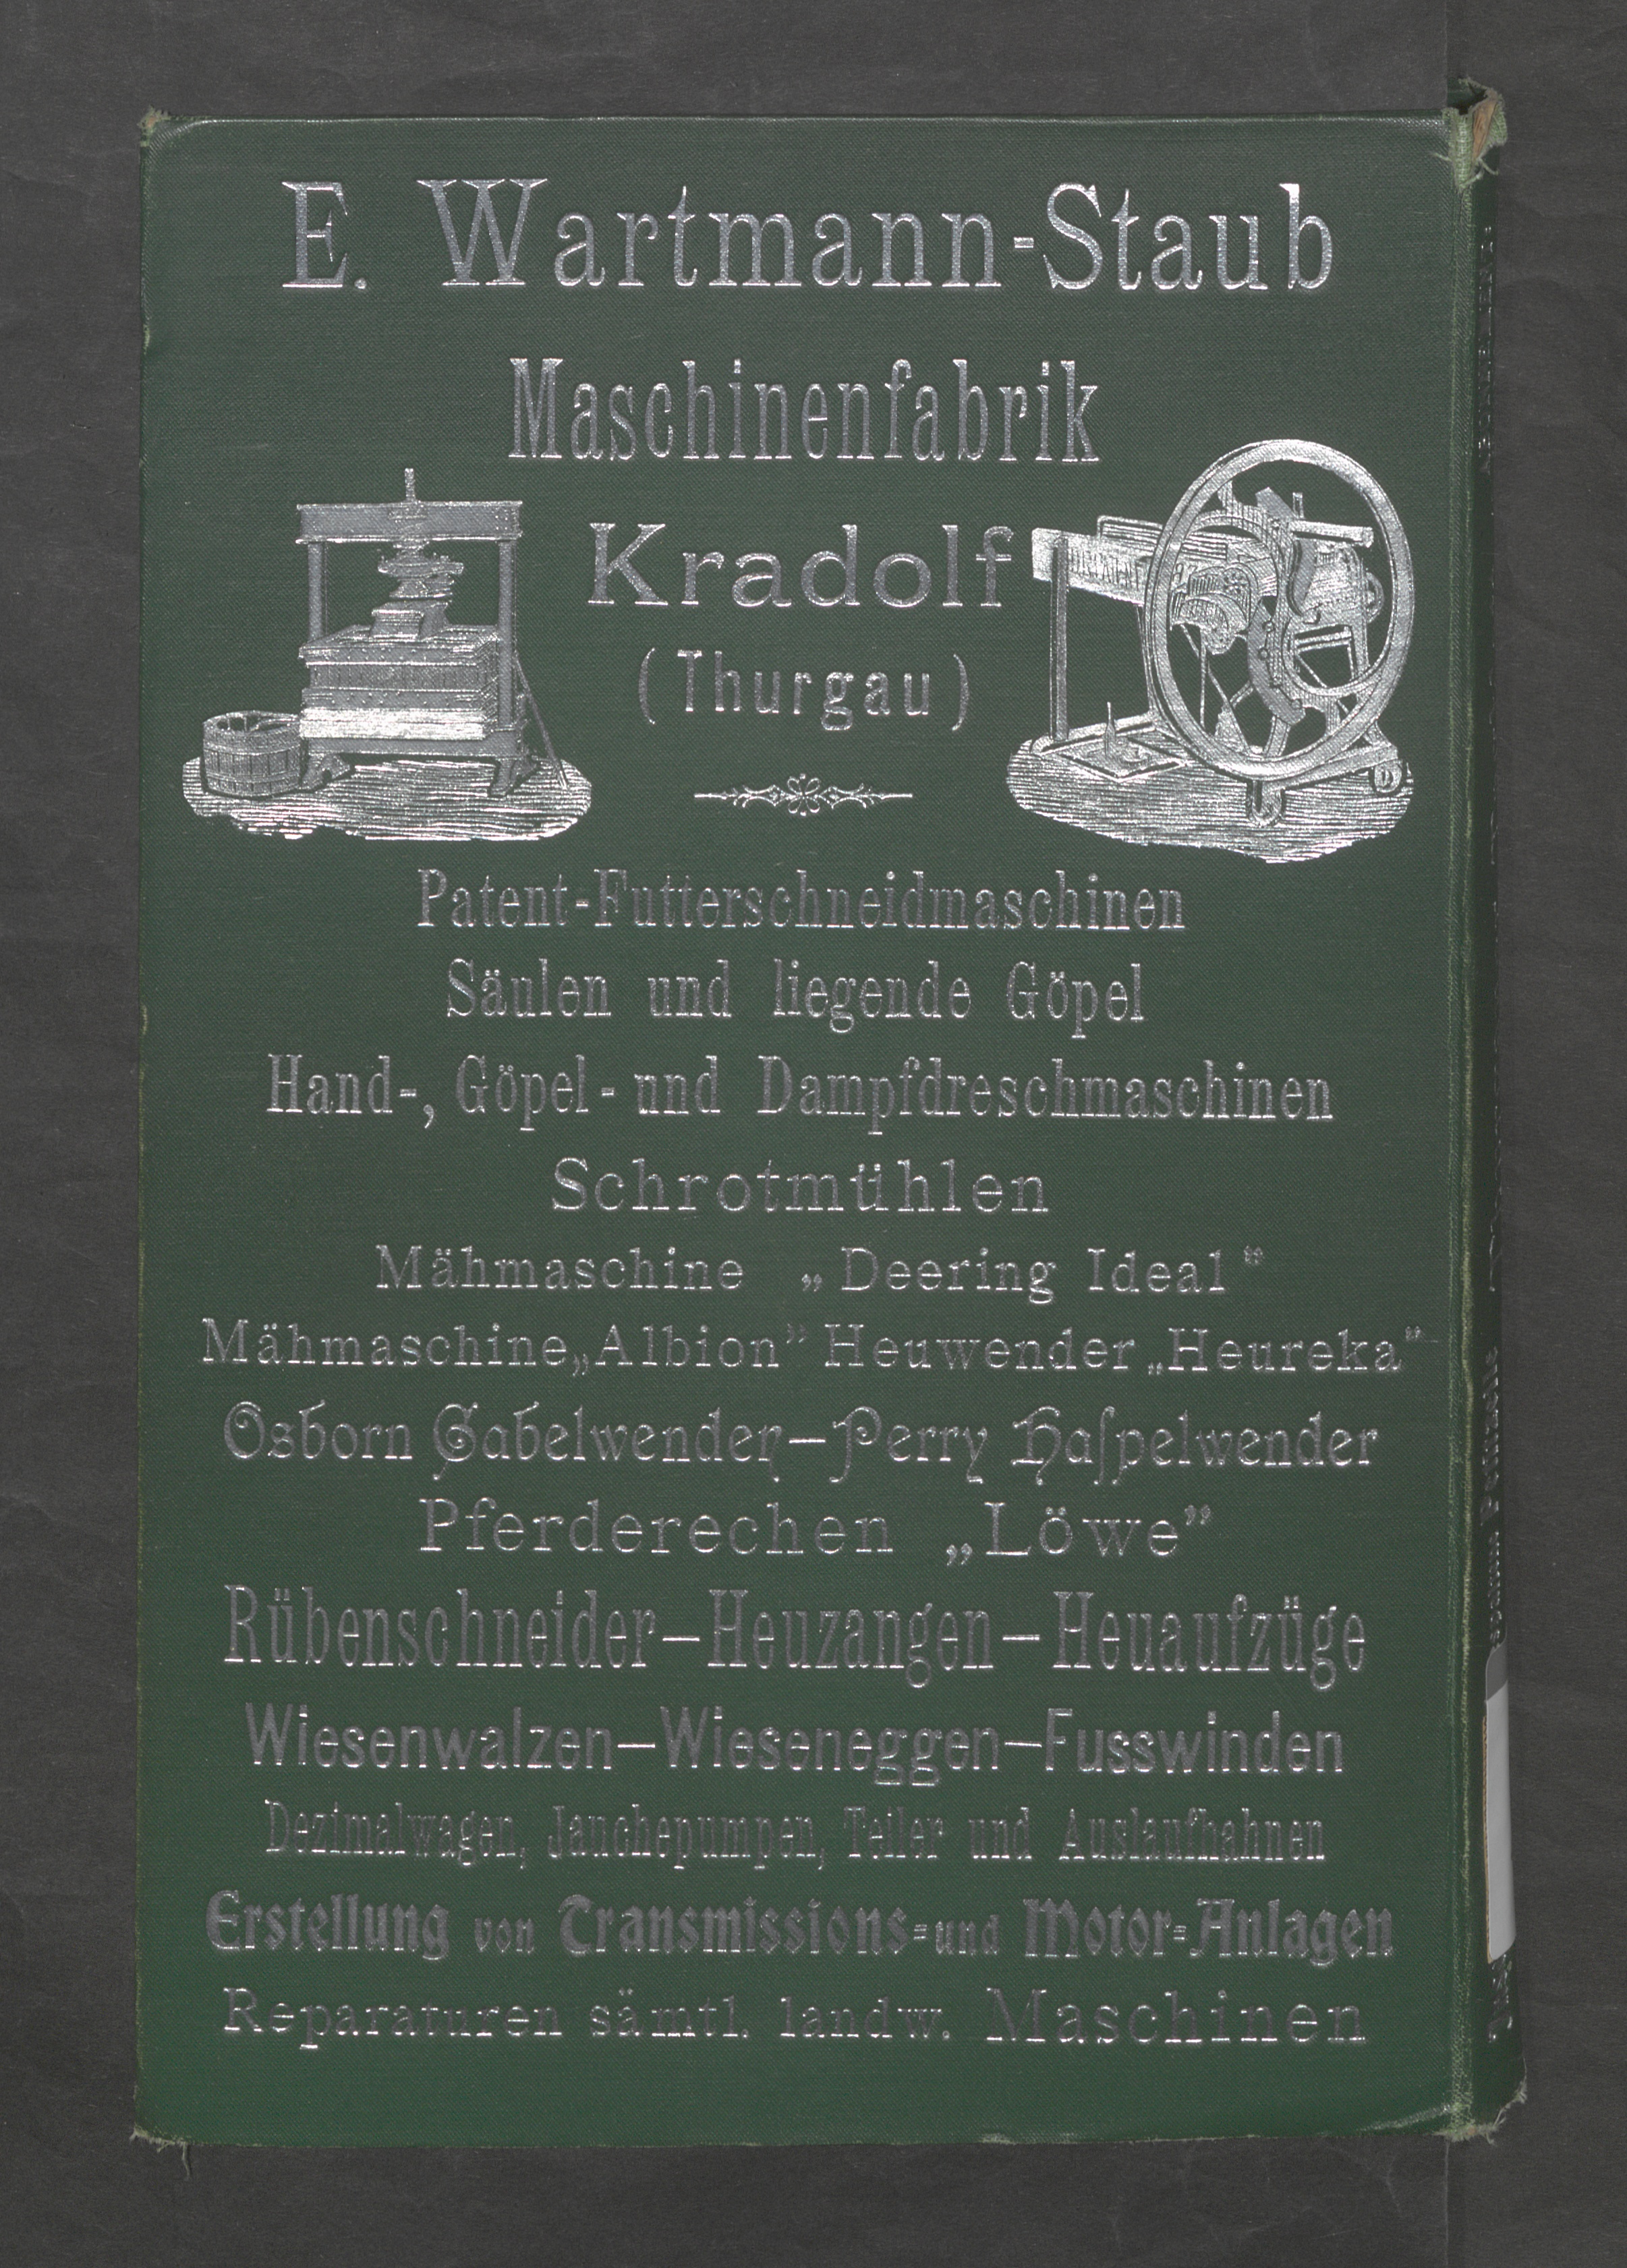 E. Wartmann-Staub
Maschinenfabrik
Kradolf
(Thurgau)
Patent-Futterschneidmaschinen
Säulen und liegende Göpel
Hand-, Göpel- und Dampfdreschmaschinen
Schrotmühlen
Mähmaschine „Deering Ideal“
Mähmaschine „Albion” Heuwender „Heureka“
Osborn Gabelwender–Perry Haſpelwender
Pferderechen „Löwe”
Rübenschneider–Heuzangen–Heuaufzüge
Wiesenwalzen–Wieseneggen–Fusswinden
Dezimalwagen, Jauchepumpen, Teiler und Auslaufhahnen
Erstellung von Transmissions- und Motor-Anlagen
Reparaturen sämtl. landw. Maschinen